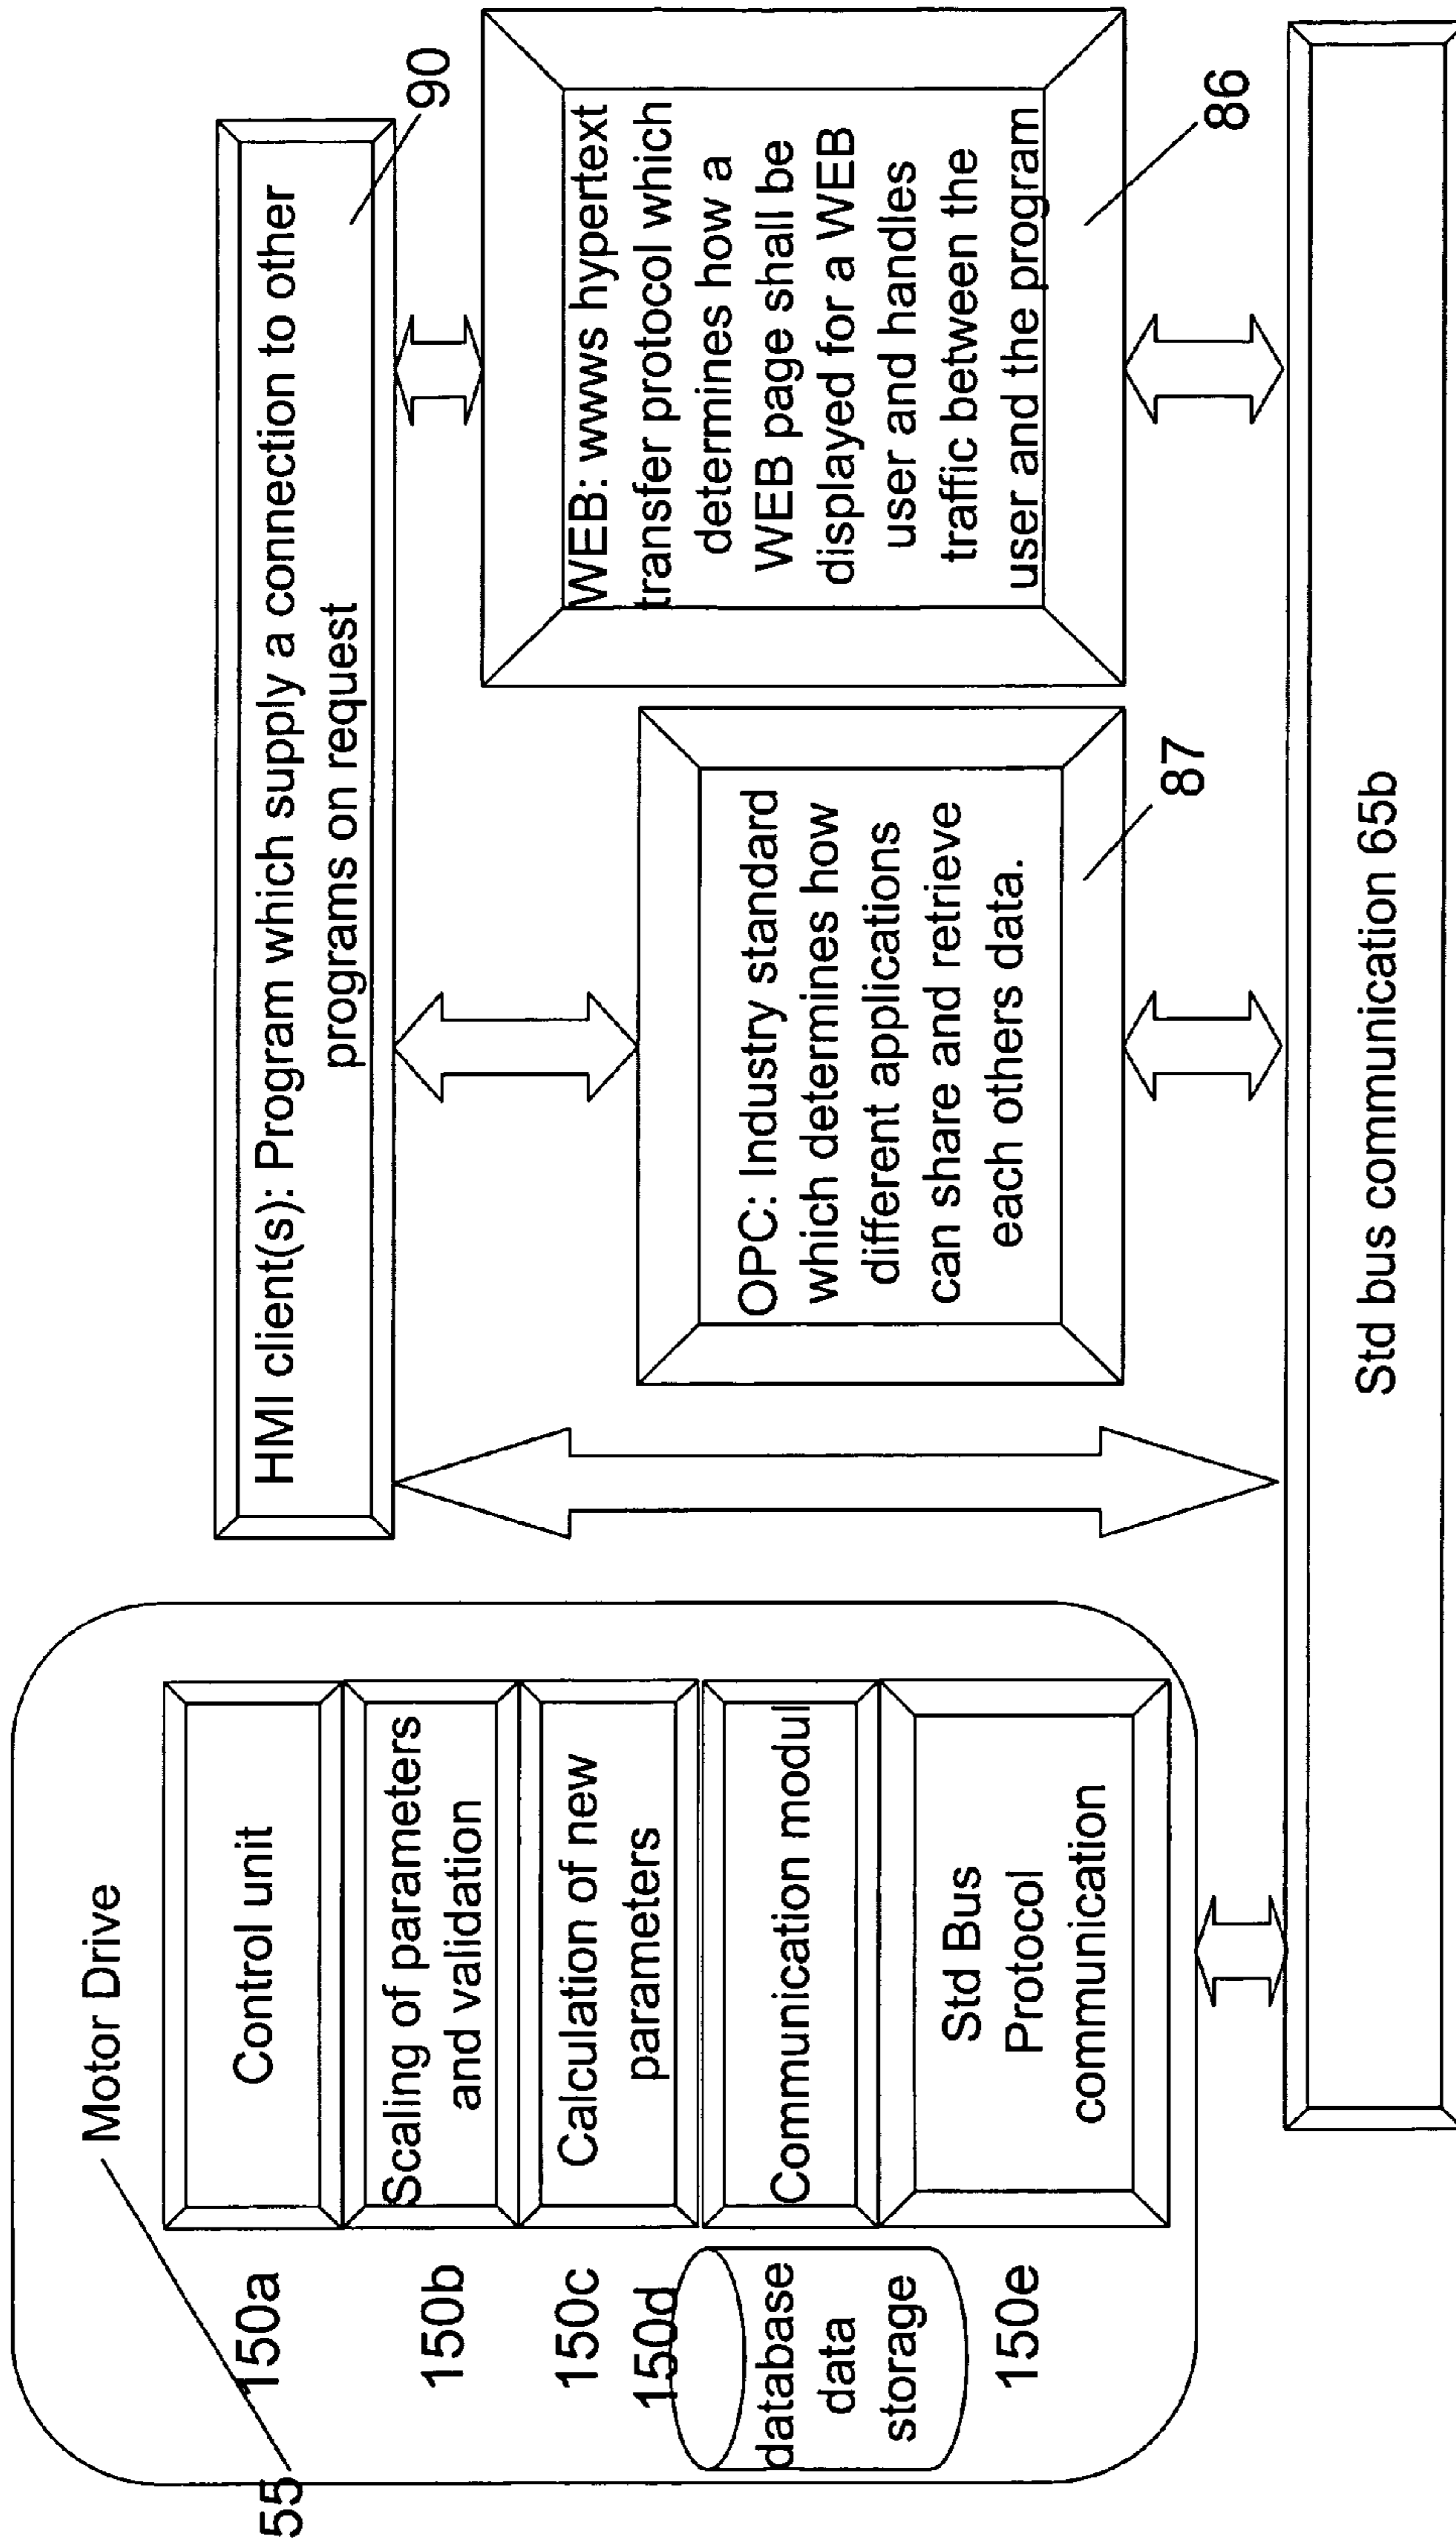 Motor Drive
55
150a
Control unit
150b
Scaling of parameters
and validation
150c
Calculation of new
parameters
150d
Communication modul
database
data
storage
150e
Std Bus
Protocol
communication
HMI client(s): Program which supply a connection to other
programs on request
90
OPC: Industry standard
which determines how
different applications
can share and retrieve
each others data.
87
WEB: wwws hypertext
transfer protocol which
determines how a
WEB page shall be
displayed for a WEB
user and handles
traffic between the
user and the program
86
Std bus communication 65b